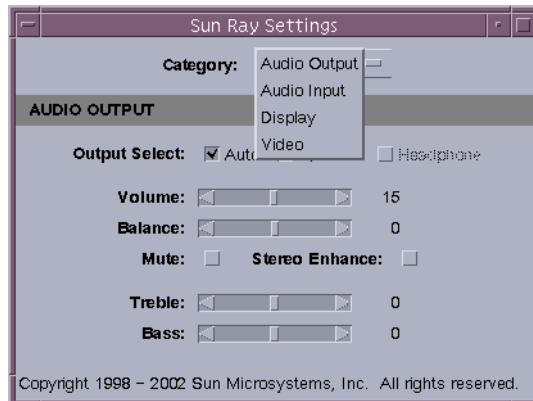 Sun Ray Settings
Category: Audio Output
Audio Input
Display
Video
AUDIO OUTPUT
Output Select: Auto Headphone
Volume: 15
Balance: 0
Mute: Stereo Enhance:
Treble: 0
Bass: 0
Copyright 1998 – 2002 Sun Microsystems, Inc. All rights reserved.